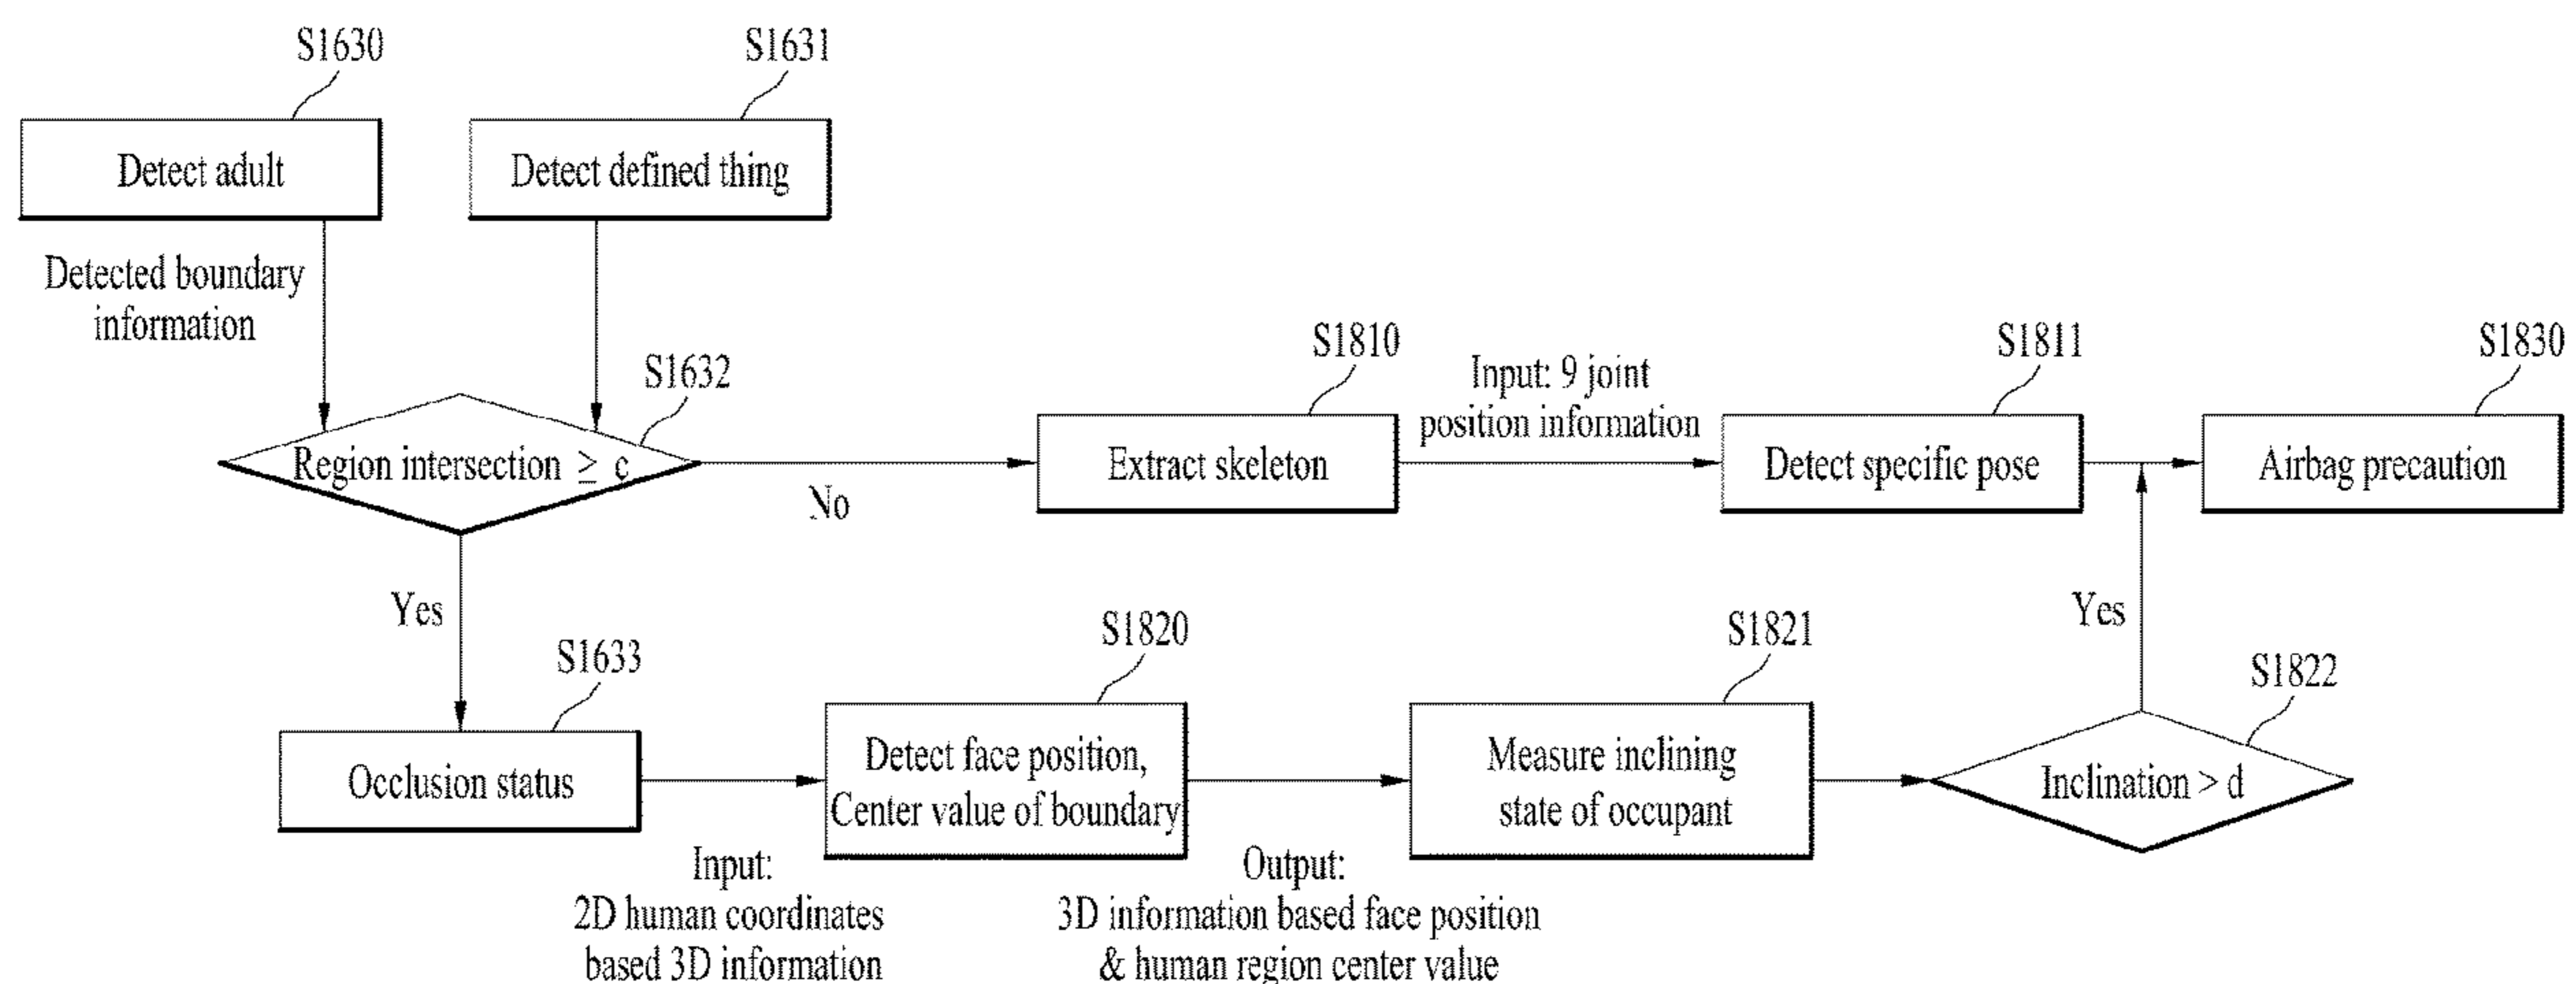 S1630
S1631
Detect adult
Detect defined thing
Detected boundary
information
S1632
Region intersection ≥ c
No
Yes
S1810
Extract skeleton
Input: 9 joint
position information
S1811
Detect specific pose
S1830
Airbag precaution
S1633
Occlusion status
Input:
2D human coordinates
based 3D information
S1820
Detect face position,
Center value of boundary
Output:
3D information based face position
& human region center value
S1821
Measure inclining
state of occupant
S1822
Inclination > d
Yes